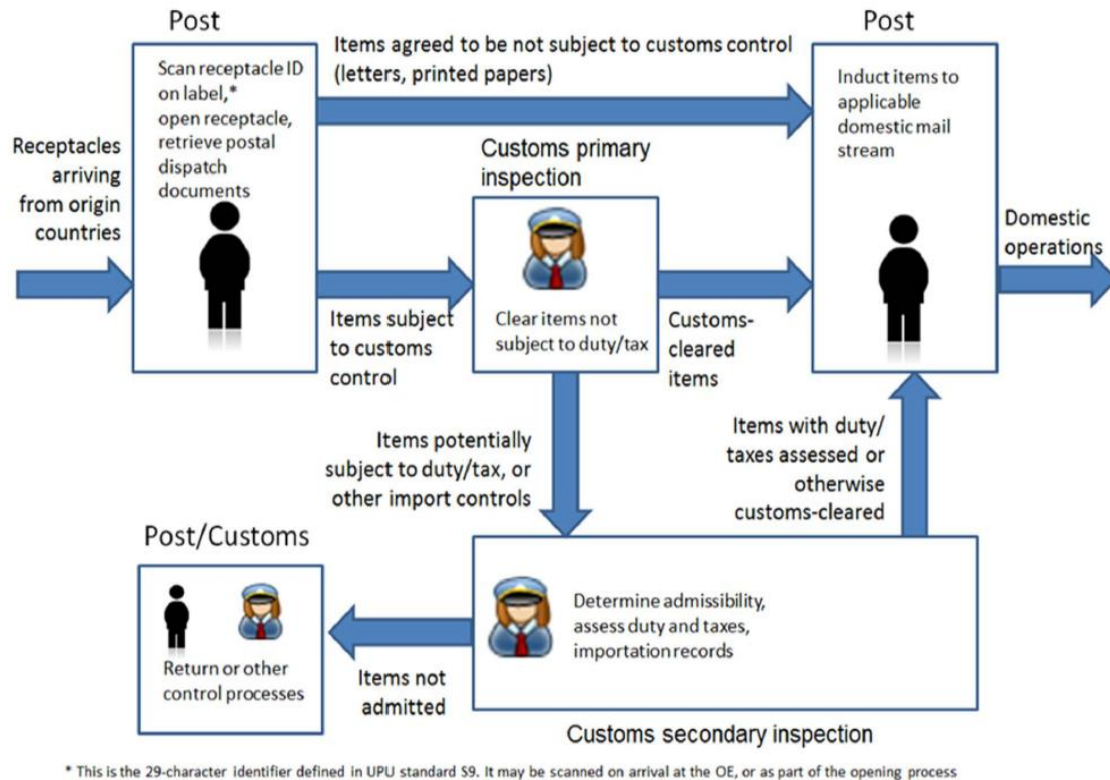 Post
Scan receptacle ID
on label,*
open receptacle,
retrieve postal
dispatch
documents
Receptacles
arriving
from origin
countries
Items agreed to be not subject to customs control
(letters, printed papers)
Post
Induct items to
applicable
domestic mail
stream
Customs primary
inspection
Clear items not
subject to duty/tax
Items subject
to customs
control
Customs-
cleared
items
Domestic
operations
Items potentially
subject to duty/tax, or
other import controls
Items with duty/
taxes assessed or
otherwise
customs-cleared
Post/Customs
Return or other
control processes
Items not
admitted
Determine admissibility,
assess duty and taxes,
importation records
Customs secondary inspection
* This is the 29-character identifier defined in UPU standard S9. It may be scanned on arrival at the OE, or as part of the opening process